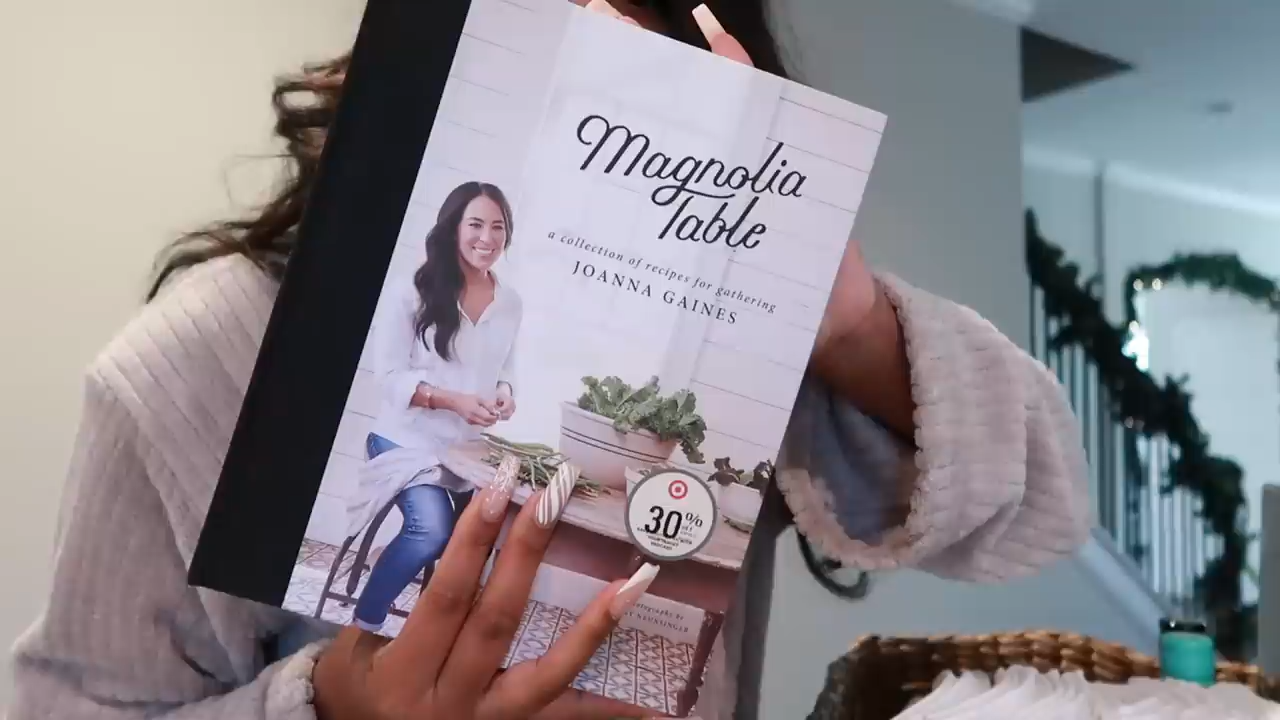 Magnolia
Table
a collection of recipes for gathering
JOANNA GAINES
30%